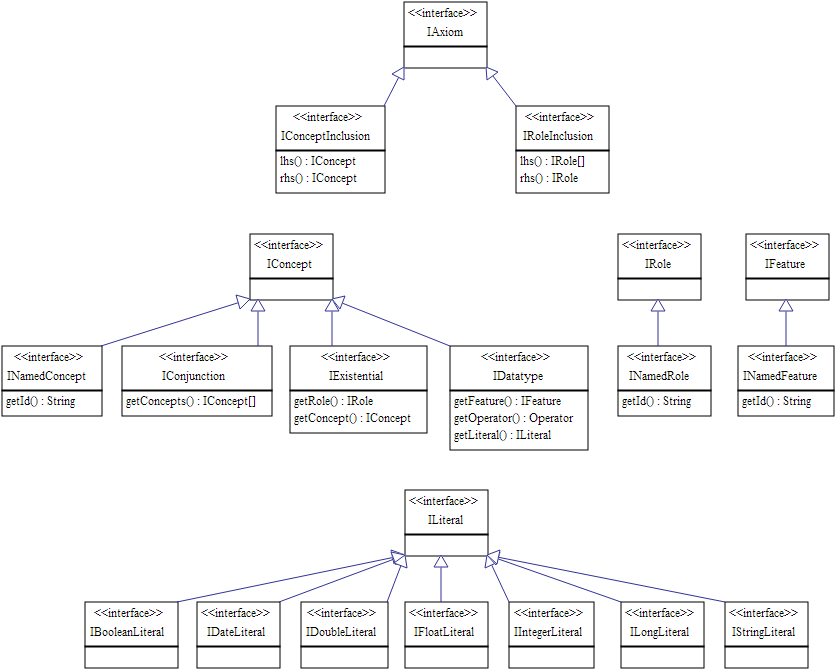 <<interface>>
IAxiom
<<interface>>
IConceptInclusion
lhs() : IConcept
rhs() : IConcept
<<interface>>
IRoleInclusion
lhs() : IRole[]
rhs() : IRole
<<interface>>
IConcept
<<interface>>
IRole
<<interface>>
IFeature
<<interface>>
INamedConcept
getId() : String
<<interface>>
IConjunction
getConcepts() : IConcept[]
<<interface>>
IExistential
getRole() : IRole
getConcept() : IConcept
<<interface>>
IDatatype
getFeature() : IFeature
getOperator() : Operator
getLiteral() : ILiteral
<<interface>>
INamedRole
getId() : String
<<interface>>
INamedFeature
getId() : String
<<interface>>
ILiteral
<<interface>>
IBooleanLiteral
<<interface>>
IDateLiteral
<<interface>>
IDoubleLiteral
<<interface>>
IFloatLiteral
<<interface>>
IIntegerLiteral
<<interface>>
ILongLiteral
<<interface>>
IStringLiteral